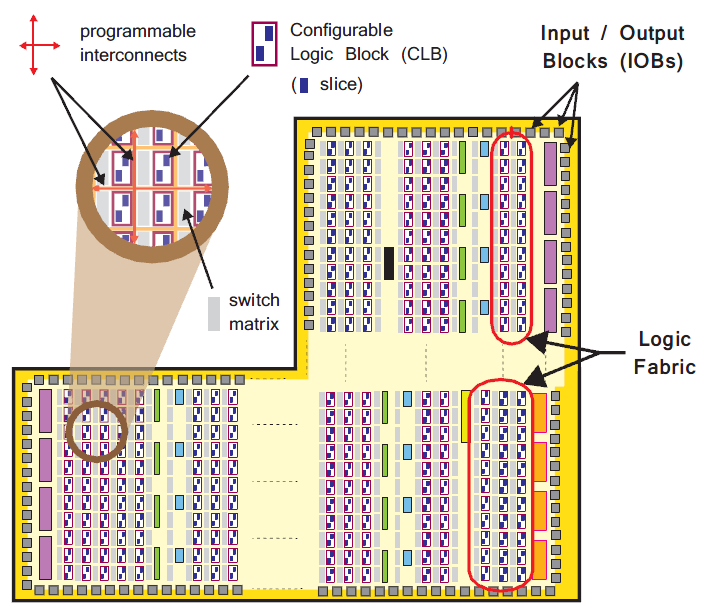 programmable
interconnects
Configurable
Logic Block (CLB)
( slice)
Input / Output
Blocks (IOBs)
switch
matrix
Logic
Fabric